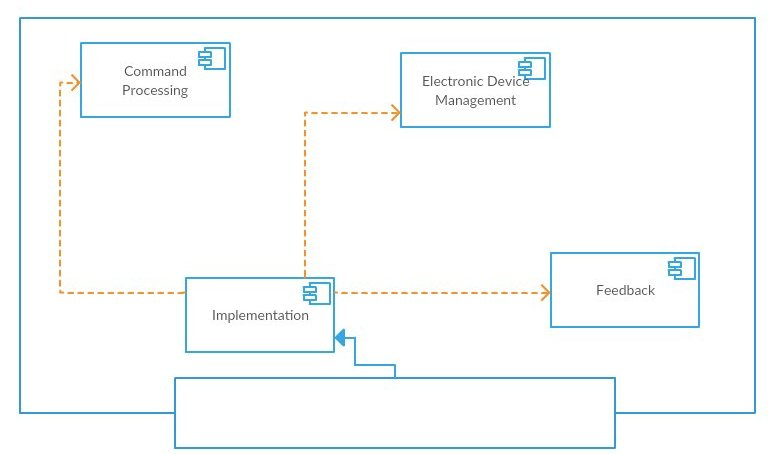 Command
Processing
Electronic Device
Management
Implementation
Feedback